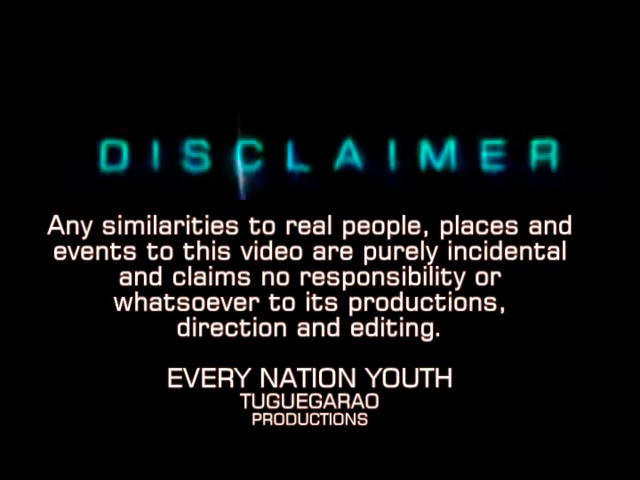 DISCLAIMER
Any similarities to real people, places and
events to this video are purely incidental
and claims no responsibility or
whatsoever to its productions,
direction and editing.
EVERY NATION YOUTH
TUGUEGARAO
PRODUCTIONS